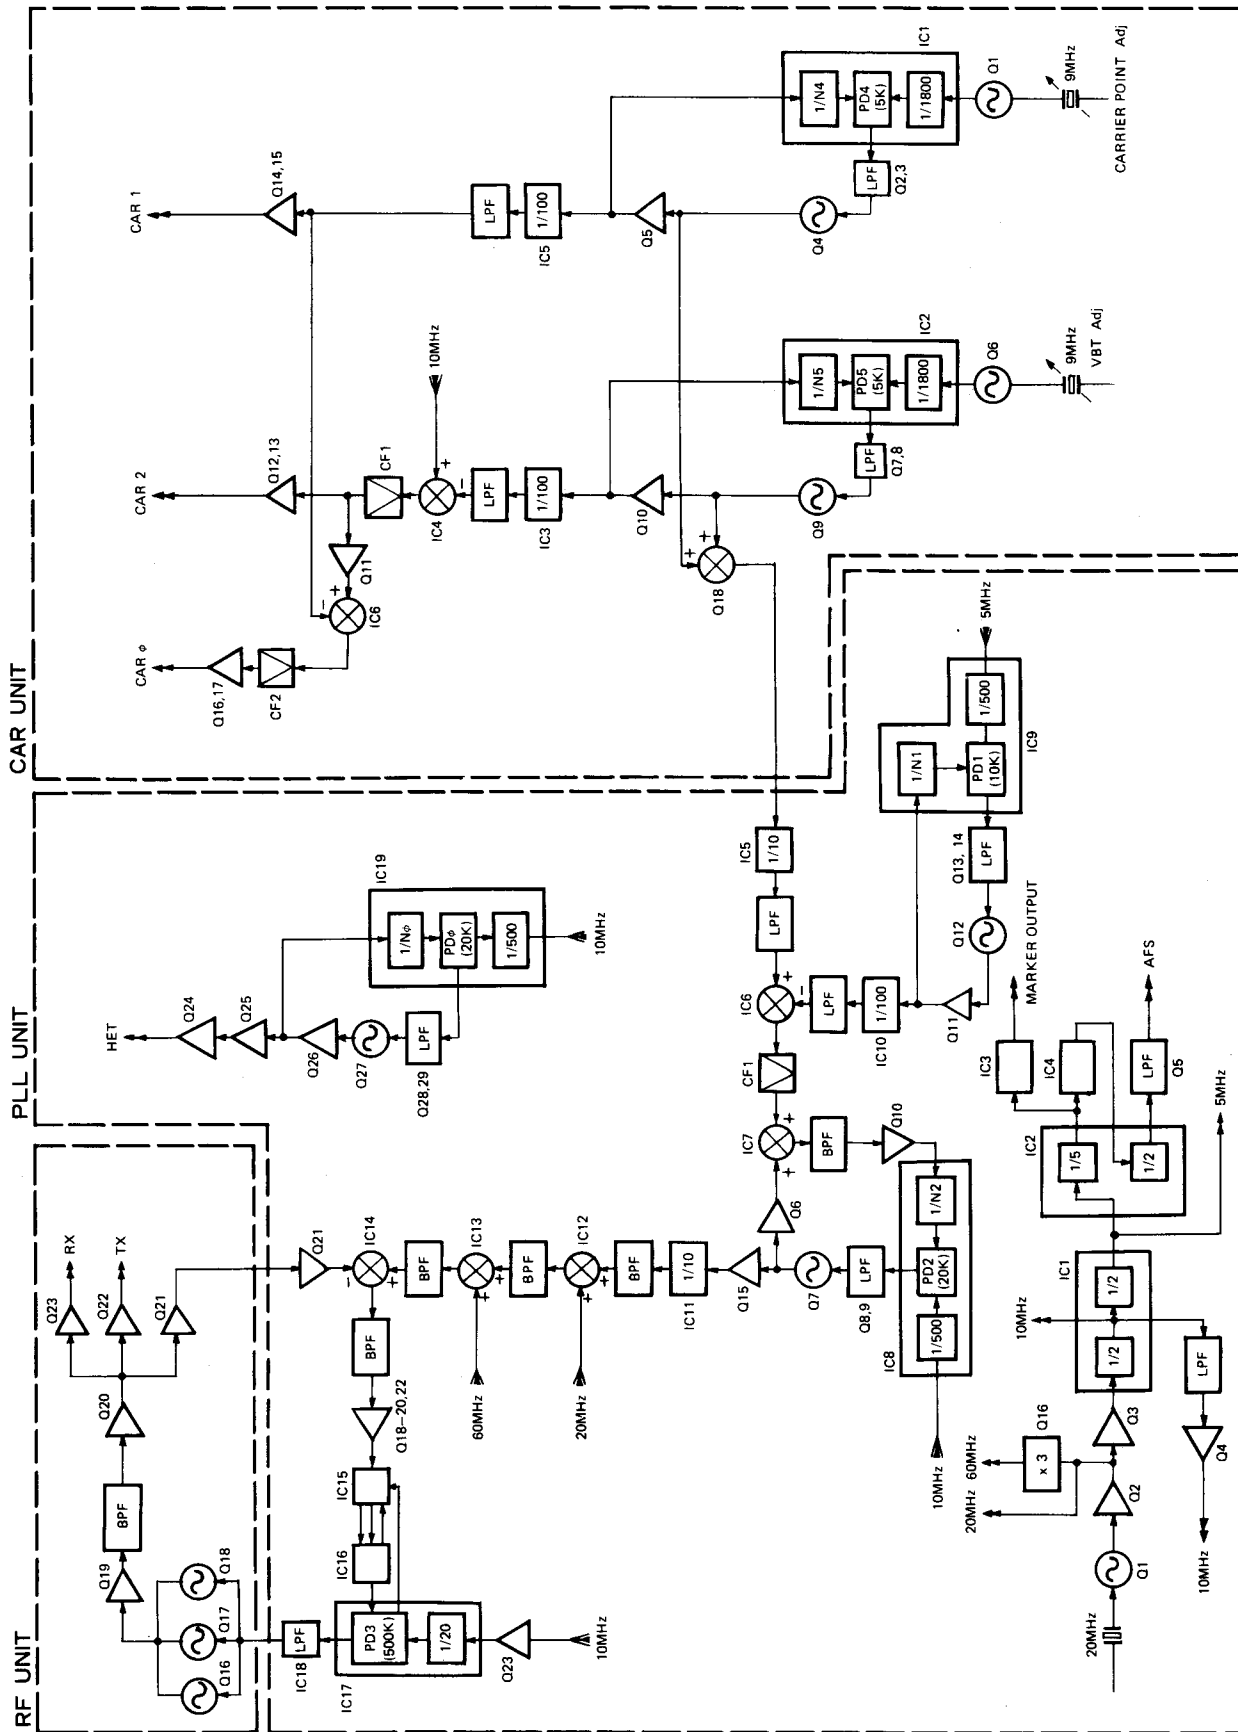 CAR UNIT
CAR φ
Q16,17
CF2
IC6
-
+
Q11
CAR 2
Q12,13
CF1
IC4
+
-
10MHz
LPF
1/100
IC3
Q10
+
+
Q18
Q9
LPF
Q7,8
IC2
1/N5
PD5
(5K)
1/1800
Q6
9MHz
VBT Adj
CAR 1
Q14,15
LPF
1/100
IC5
Q5
Q4
LPF
Q2,3
IC1
1/N4
PD4
(5K)
1/1800
Q1
9MHz
CARRIER POINT Adj
PLL UNIT
HET
Q24
Q25
Q26
Q27
LPF
Q28,29
IC19
1/Nφ
PDφ
(20K)
1/500
10MHz
IC5
1/10
LPF
IC6
+
-
LPF
1/100
IC10
Q11
Q12
LPF
Q13, 14
IC9
1/N1
PD1
(10K)
1/500
5MHz
CF1
IC7
+
+
BPF
Q10
Q6
IC8
1/N2
PD2
(20K)
1/500
10MHz
LPF
Q8,9
Q7
Q15
1/10
IC11
BPF
IC12
+
+
20MHz
BPF
IC13
+
+
60MHz
BPF
IC14
+
-
Q21
BPF
Q18–20,22
IC15
IC16
IC17
PD3
(500K)
1/20
Q23
10MHz
LPF
IC18
RF UNIT
Q16
Q17
Q18
Q19
BPF
Q20
Q23
RX
Q22
TX
Q21
20MHz
Q1
Q2
20MHz
60MHz
x 3
Q16
Q3
IC1
1/2
1/2
10MHz
LPF
Q4
10MHz
5MHz
IC2
1/5
1/2
IC3
IC4
MARKER OUTPUT
LPF
Q5
AFS